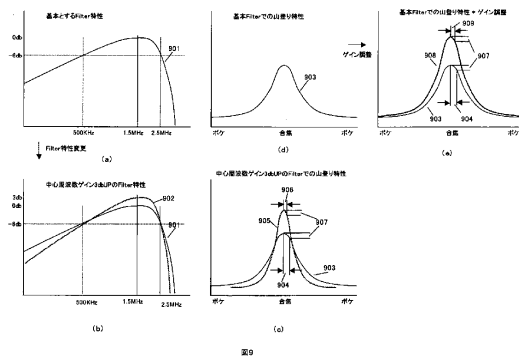 基本とするFilter特性
0db
-6db
901
500KHz
1.5MHz
2.5MHz
(a)
Filter特性変更
基本Filterでの山登り特性
903
ボケ
合焦
ボケ
(d)
ゲイン調整
基本Filterでの山登り特性+ゲイン調整
909
908
907
903
904
ボケ
合焦
ボケ
(e)
中心周波数ゲイン3dbUPのFilter特性
3db
0db
-6db
902
901
500KHz
1.5MHz
2.5MHz
(b)
中心周波数ゲイン3dbUPのFilterでの山登り特性
906
905
907
903
904
ボケ
合焦
ボケ
(c)
図9